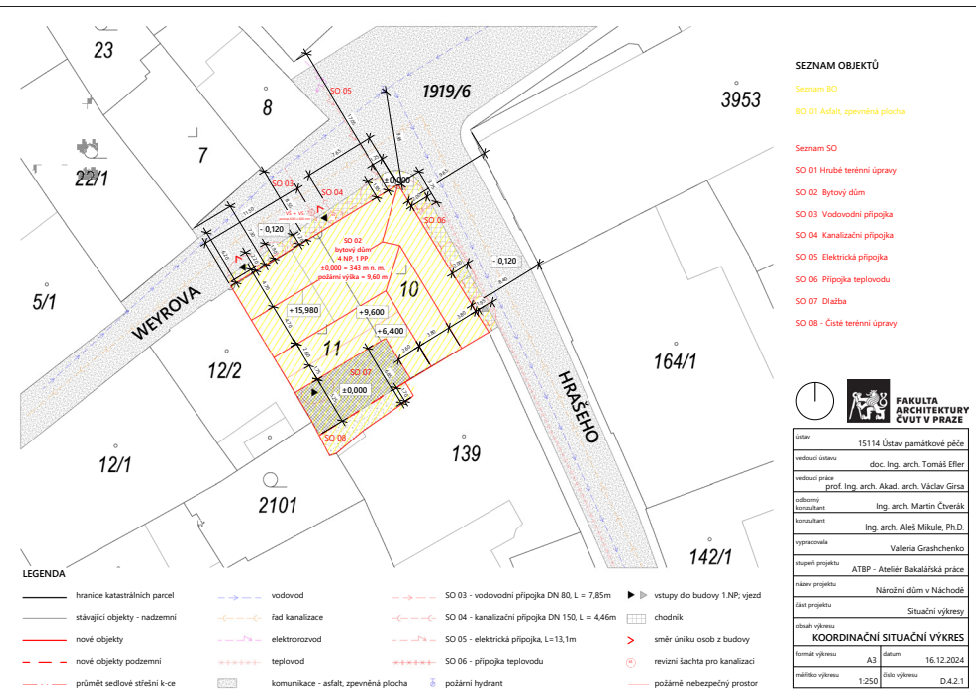 23
8
7
22/1
1919/6
3953
5/1
12/2
12/1
2101
139
164/1
142/1
10
11
WEYROVA
HRAŠEHO
SO 05
SO 03
SO 04
SO 06
SO 07
SO 08
±0,000
- 0,120
- 0,120
SO 02
bytový dům
4 NP, 1 PP
±0,000 = 343 m n. m.
požární výška = 9,60 m
+15,980
+9,600
+6,400
±0,000
SEZNAM OBJEKTŮ
Seznam BO
BO 01 Asfalt, zpevněná plocha
Seznam SO
SO 01 Hrubé terénní úpravy
SO 02 Bytový dům
SO 03 Vodovodní přípojka
SO 04 Kanalizační přípojka
SO 05 Elektrická přípojka
SO 06 Přípojka teplovodu
SO 07 Dlažba
SO 08 - Čisté terénní úpravy
FAKULTA
ARCHITEKTURY
ČVUT V PRAZE
ústav
15114 Ústav památkové péče
vedoucí ústavu
doc. Ing. arch. Tomáš Efler
vedoucí práce
prof. Ing. arch. Akad. arch. Václav Girsa
odborný
konzultant
Ing. arch. Martin Čtverák
konzultant
Ing. arch. Aleš Mikule, Ph.D.
vypracovala
Valeria Grashchenko
stupeň projektu
ATBP - Ateliér Bakalářská práce
název projektu
Nárožní dům v Náchodě
část projektu
Situační výkresy
obsah výkresu
KOORDINAČNÍ SITUAČNÍ VÝKRES
formát výkresu
A3
datum
16.12.2024
měřítko výkresu
1:250
číslo výkresu
D.4.2.1
LEGENDA
hranice katastrálních parcel
stávající objekty - nadzemní
nové objekty
nové objekty podzemní
průmět sedlové střešní k-ce
vodovod
řad kanalizace
elektrorozvod
teplovod
komunikace - asfalt, zpevněná plocha
SO 03 - vodovodní přípojka DN 80, L = 7,85m
SO 04 - kanalizační přípojka DN 150, L = 4,46m
SO 05 - elektrická přípojka, L=13,1m
SO 06 - přípojka teplovodu
požární hydrant
vstupy do budovy 1.NP; vjezd
chodník
směr úniku osob z budovy
revizní šachta pro kanalizaci
požárně nebezpečný prostor